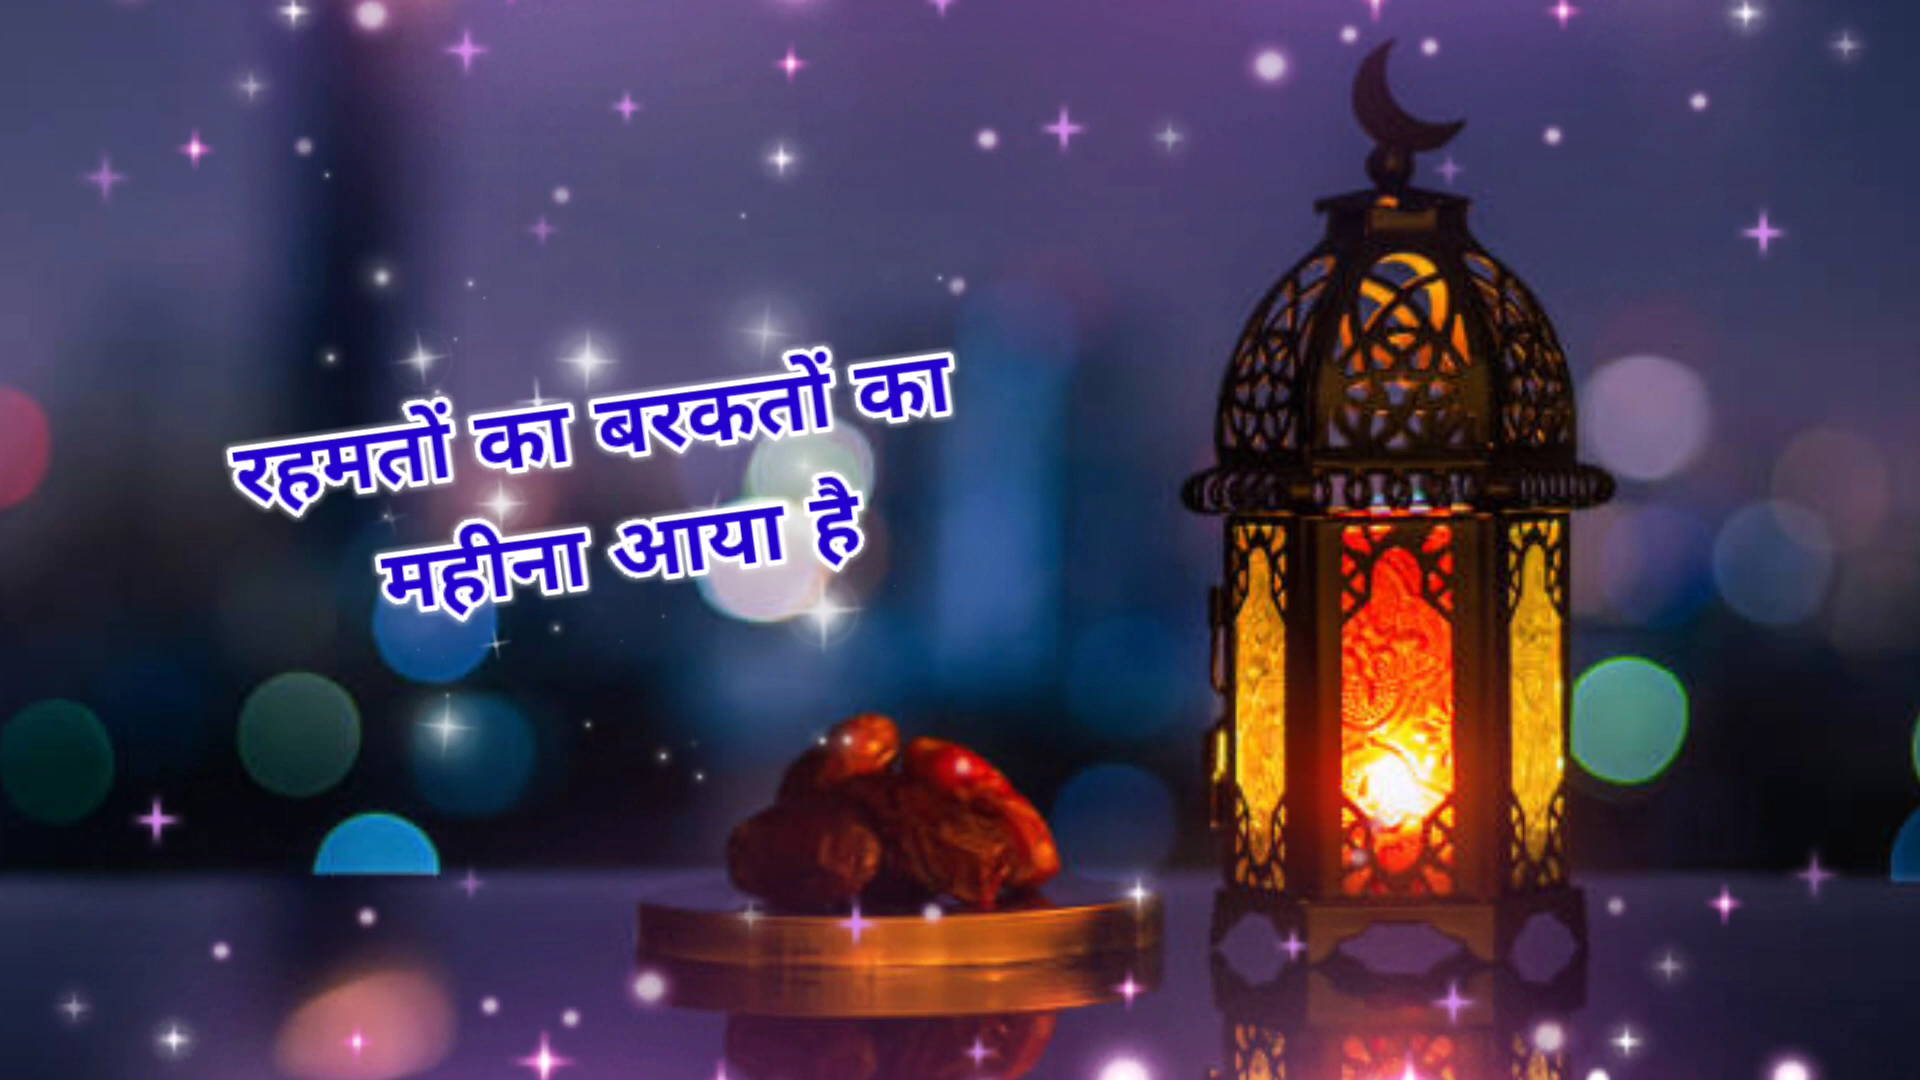 रहमतों का बरकतों का
महीना आया है